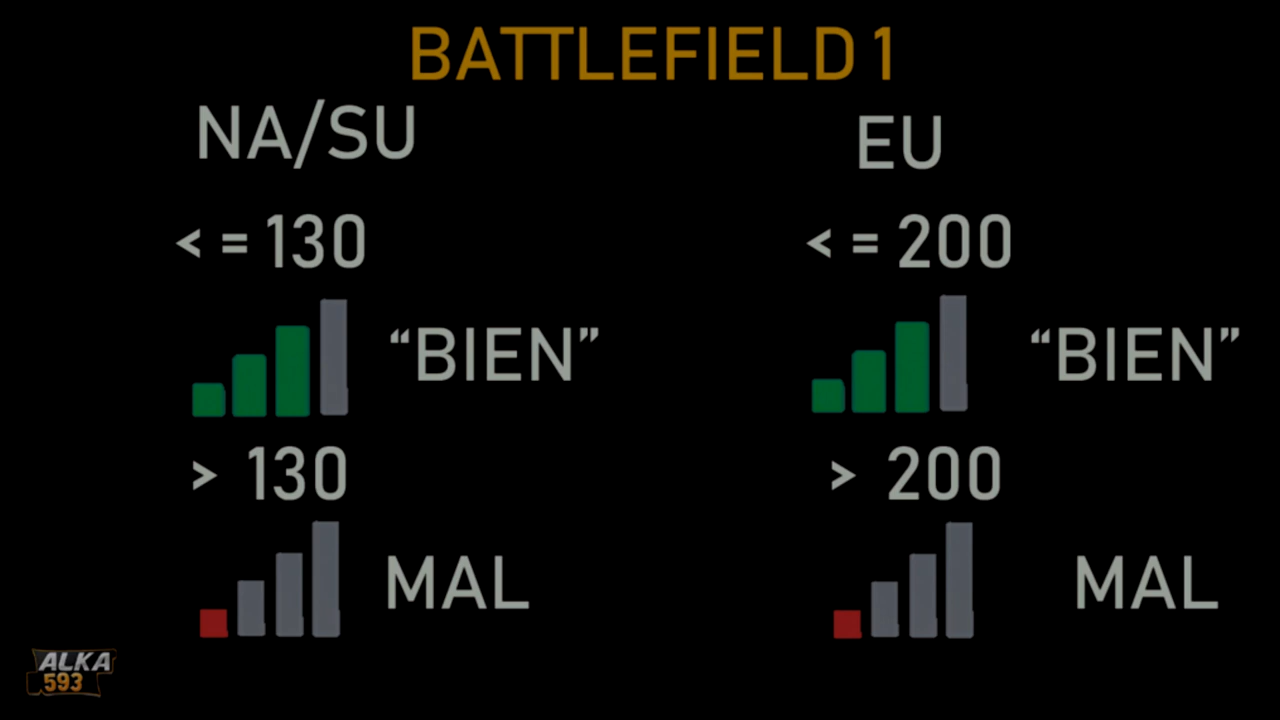 BATTLEFIELD 1
NA/SU
EU
< = 130
< = 200
“BIEN”
“BIEN”
> 130
> 200
MAL
MAL
ALKA
593